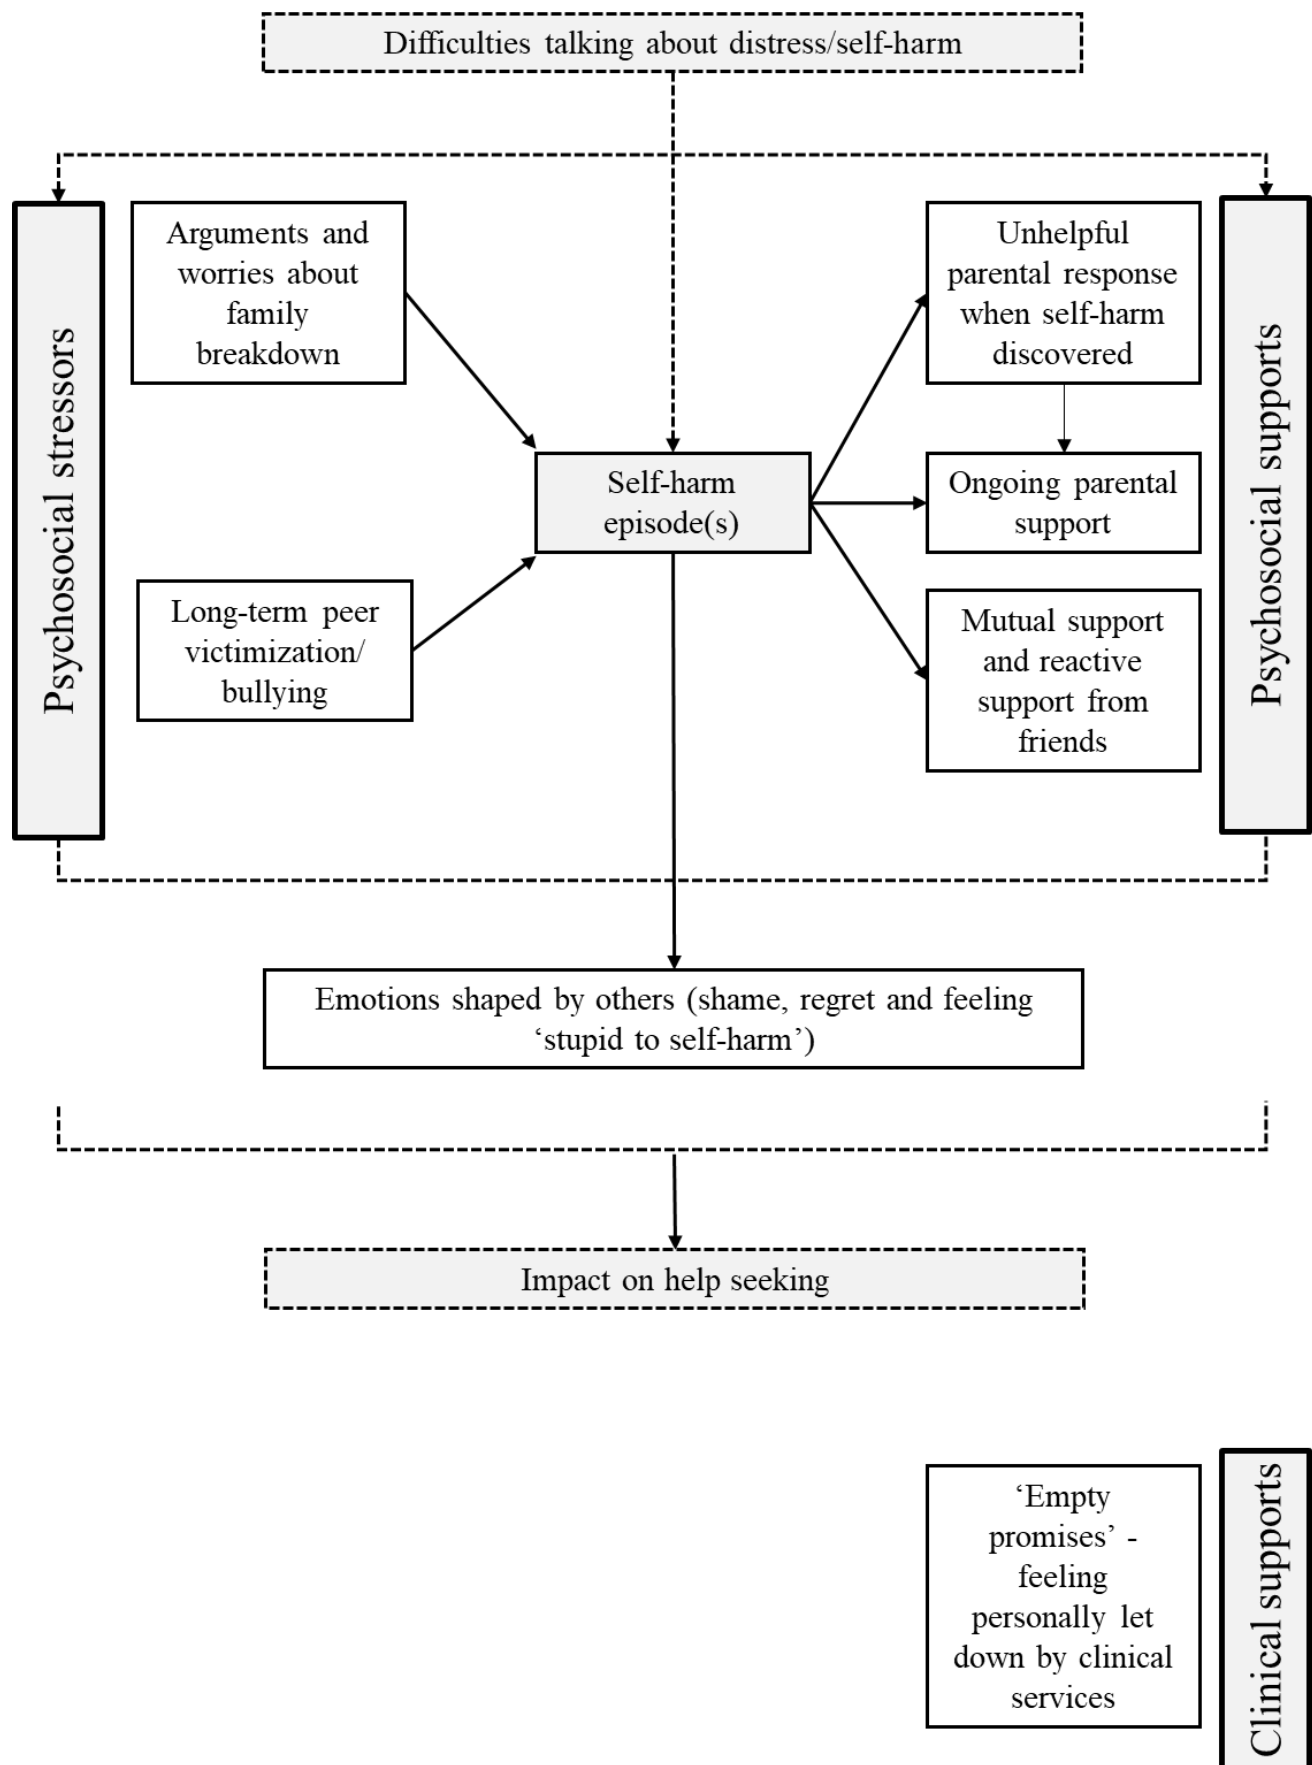 Difficulties talking about distress/self-harm
Psychosocial stressors
Arguments and
worries about
family
breakdown
Long-term peer
victimization/
bullying
Self-harm
episode(s)
Unhelpful
parental response
when self-harm
discovered
Ongoing parental
support
Mutual support
and reactive
support from
friends
Psychosocial supports
Emotions shaped by others (shame, regret and feeling
‘stupid to self-harm’)
Impact on help seeking
‘Empty
promises’ -
feeling
personally let
down by clinical
services
Clinical supports